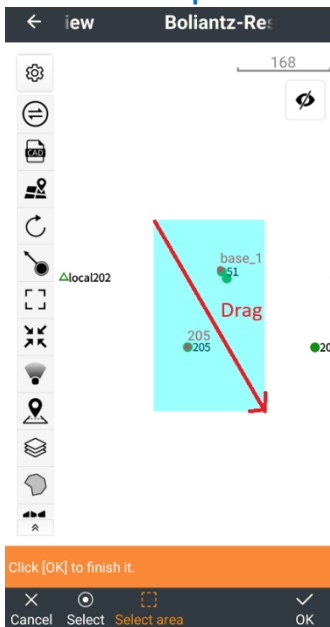 iew
Boliantz-Res
168
CAD
base_1
51
local202
Drag
205
205
20
Click [OK] to finish it.
Cancel
Select
Select area
OK